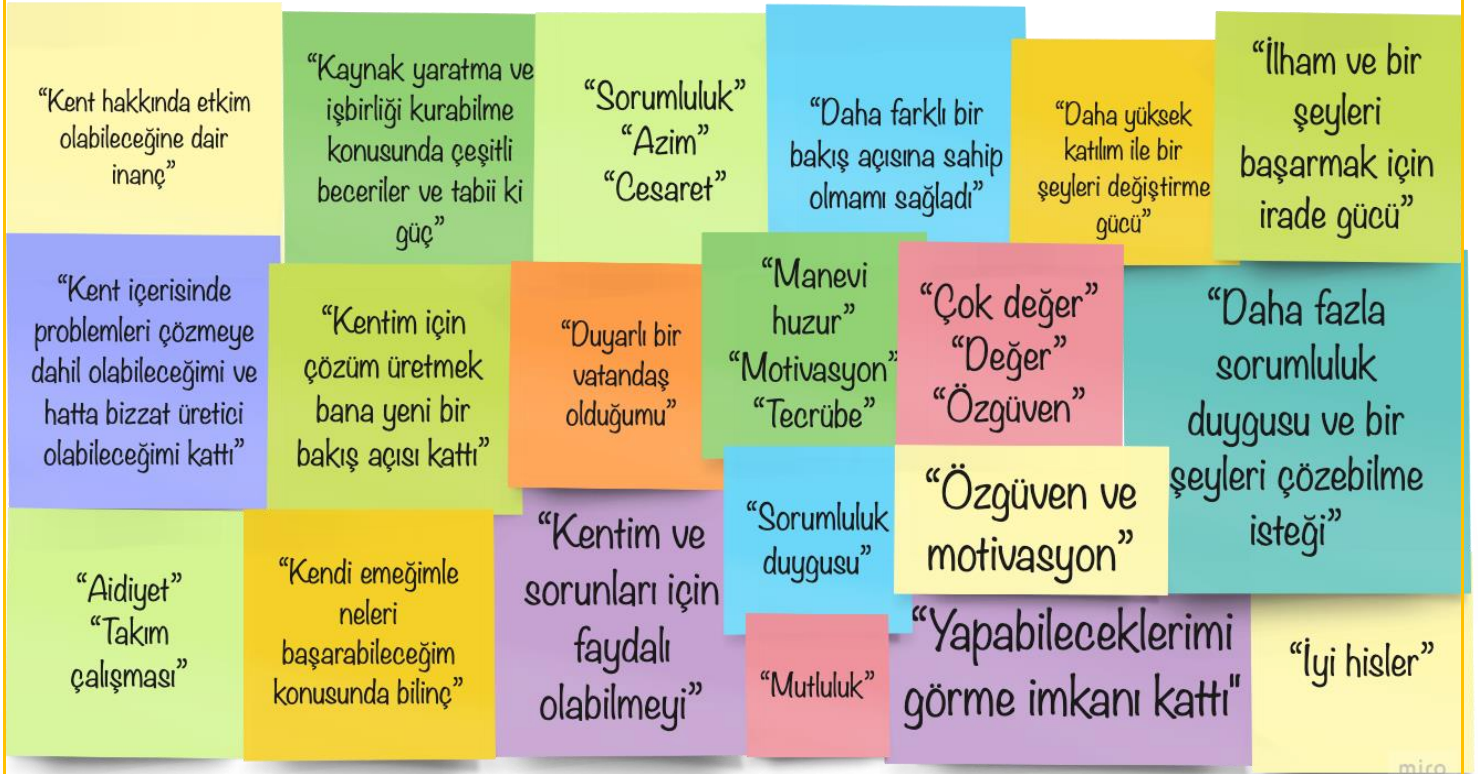 “Kent hakkında etkim
olabileceğine dair
inanç”
“Kaynak yaratma ve
işbirliği kurabilme
konusunda çeşitli
beceriler ve tabii ki
güç”
“Sorumluluk”
“Azim”
“Cesaret”
“Daha farklı bir
bakış açısına sahip
olmamı sağladı”
“Daha yüksek
katılım ile bir
şeyleri değiştirme
gücü”
“İlham ve bir
şeyleri
başarmak için
irade gücü”
“Kent içerisinde
problemleri çözmeye
dahil olabileceğimi ve
hatta bizzat üretici
olabileceğimi kattı”
“Kentim için
çözüm üretmek
bana yeni bir
bakış açısı kattı”
“Duyarlı bir
vatandaş
olduğumu”
“Manevi
huzur”
“Motivasyon”
“Tecrübe”
“Çok değer”
“Değer”
“Özgüven”
“Daha fazla
sorumluluk
duygusu ve bir
şeyleri çözebilme
isteği”
“Aidiyet”
“Takım
çalışması”
“Kendi emeğimle
neleri
başarabileceğim
konusunda bilinç”
“Kentim ve
sorunları için
faydalı
olabilmeyi”
“Sorumluluk
duygusu”
“Özgüven ve
motivasyon”
“Mutluluk”
“Yapabileceklerimi
görme imkanı kattı"
“İyi hisler”
miro